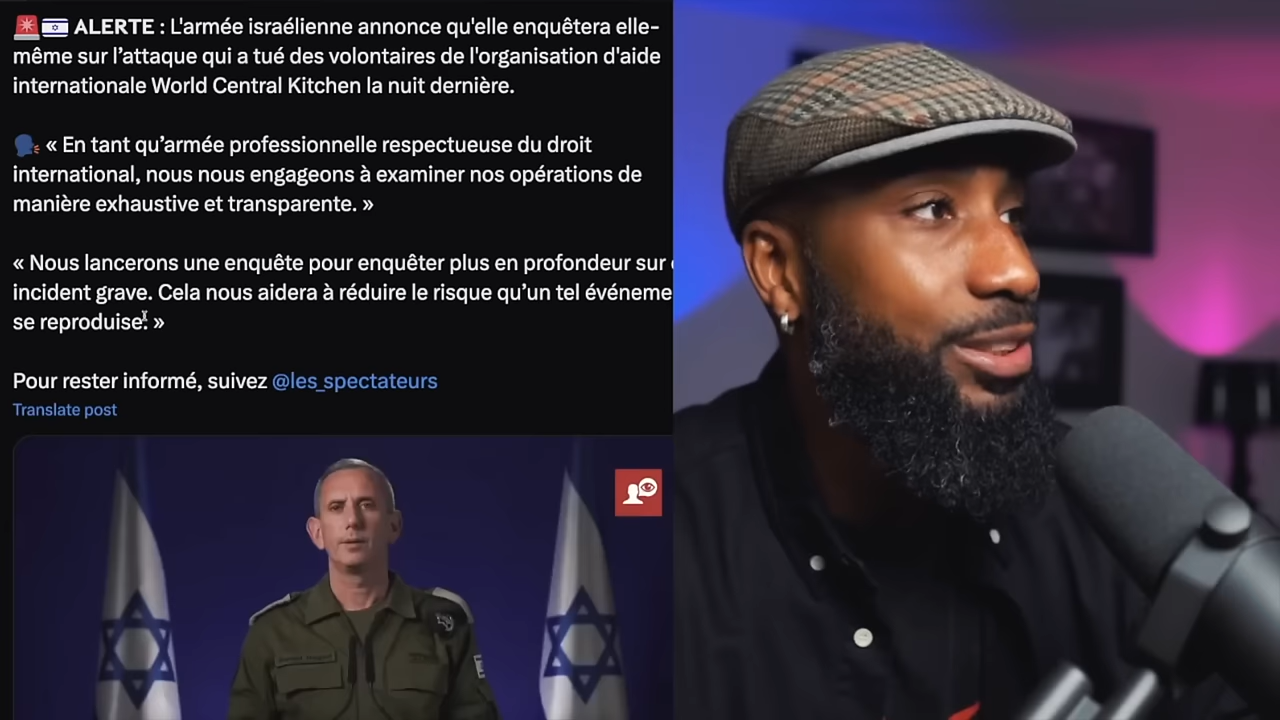 ALERTE : L'armée israélienne annonce qu'elle enquêtera elle-
même sur l’attaque qui a tué des volontaires de l'organisation d'aide
internationale World Central Kitchen la nuit dernière.
« En tant qu’armée professionnelle respectueuse du droit
international, nous nous engageons à examiner nos opérations de
manière exhaustive et transparente. »
« Nous lancerons une enquête pour enquêter plus en profondeur sur
incident grave. Cela nous aidera à réduire le risque qu’un tel événeme
se reproduise. »
Pour rester informé, suivez @les_spectateurs
Translate post